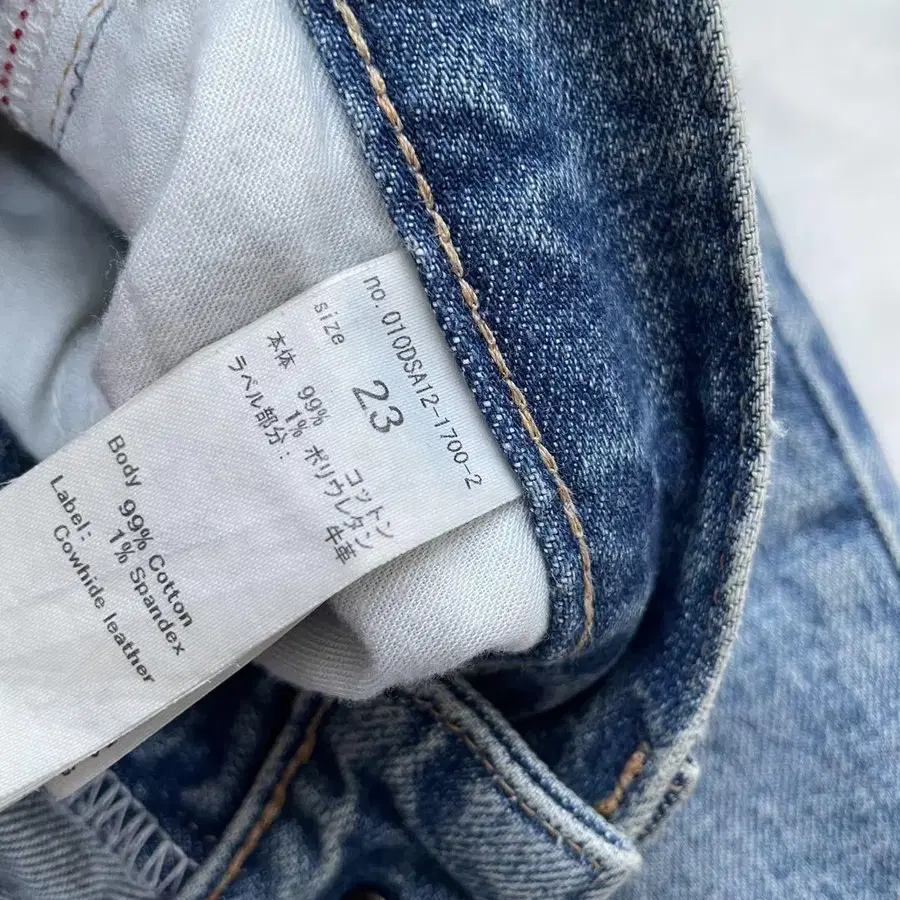 no. 010DSA12-1700-2
size 23
本体 99% コットン
1% ポリウレタン
ラベル部分: 牛革
Body 99% Cotton
1% Spandex
Label: Cowhide leather